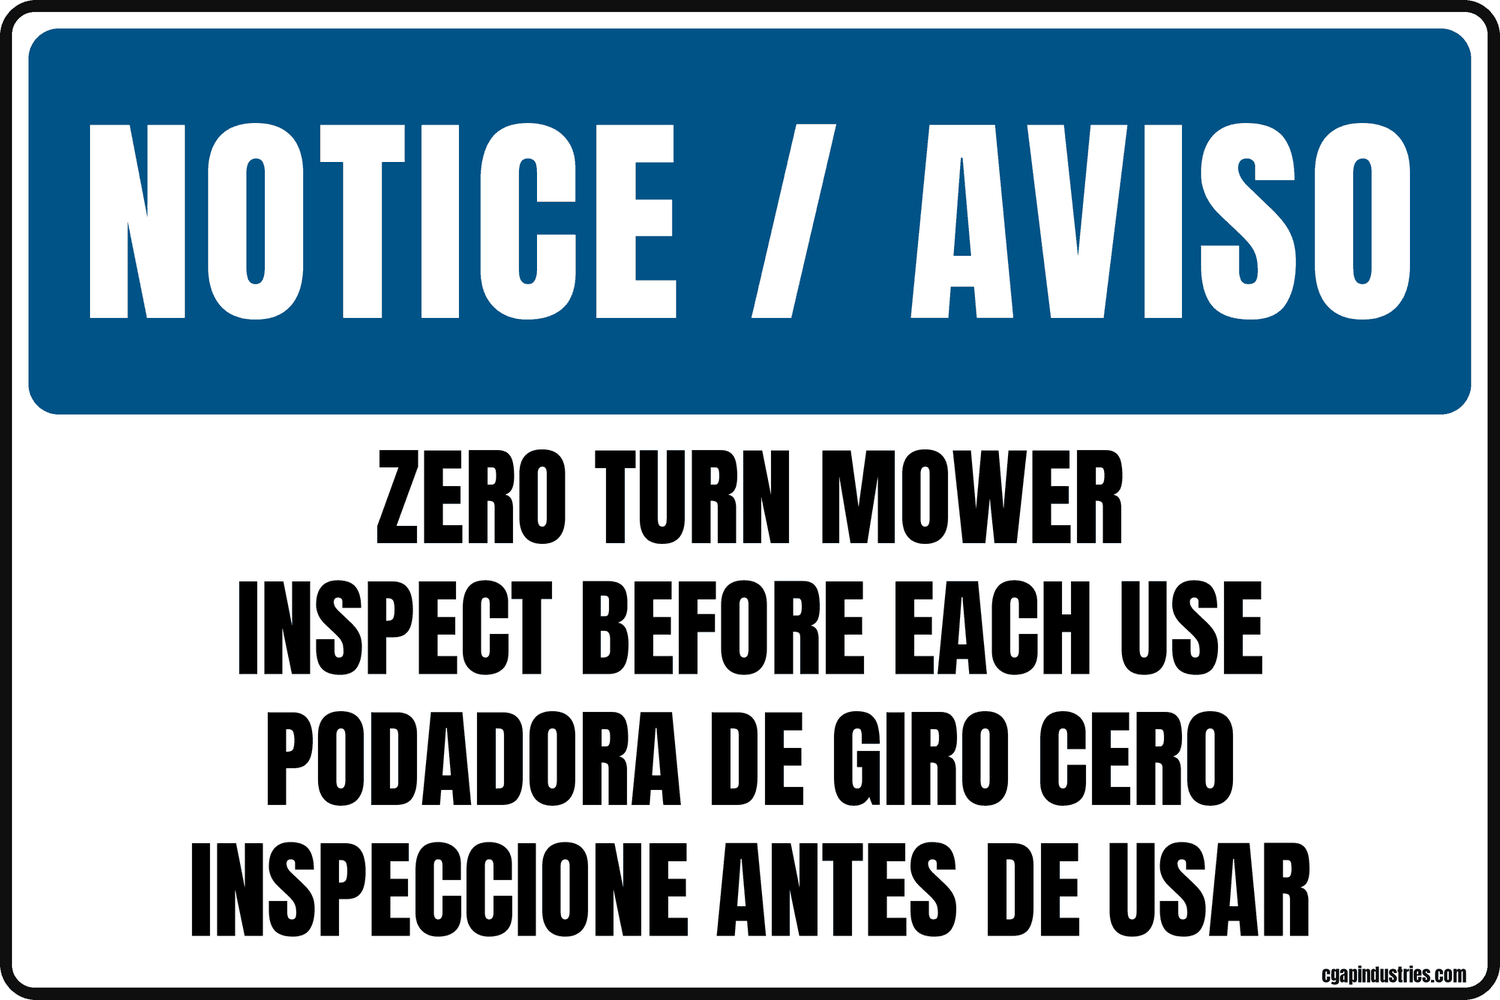 NOTICE / AVISO
ZERO TURN MOWER
INSPECT BEFORE EACH USE
PODADORA DE GIRO CERO
INSPECCIONE ANTES DE USAR
cgapindustries.com